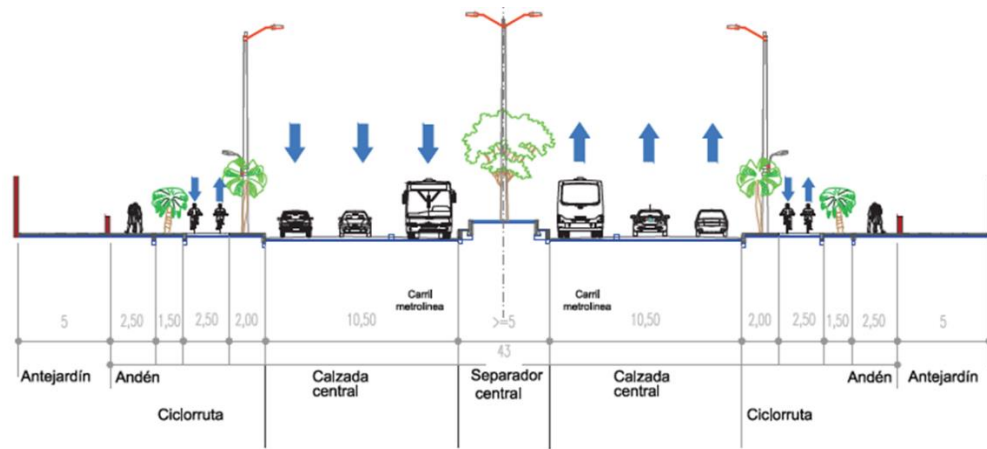 Carril
metrolinea
Carril
metrolinea
5
2,50
1,50
2,50
2,00
10,50
>=5
10,50
2,00
2,50
1,50
2,50
5
43
Antejardín
Andén
Calzada
central
Separador
central
Calzada
central
Andén
Antejardín
Ciclorruta
Ciclorruta